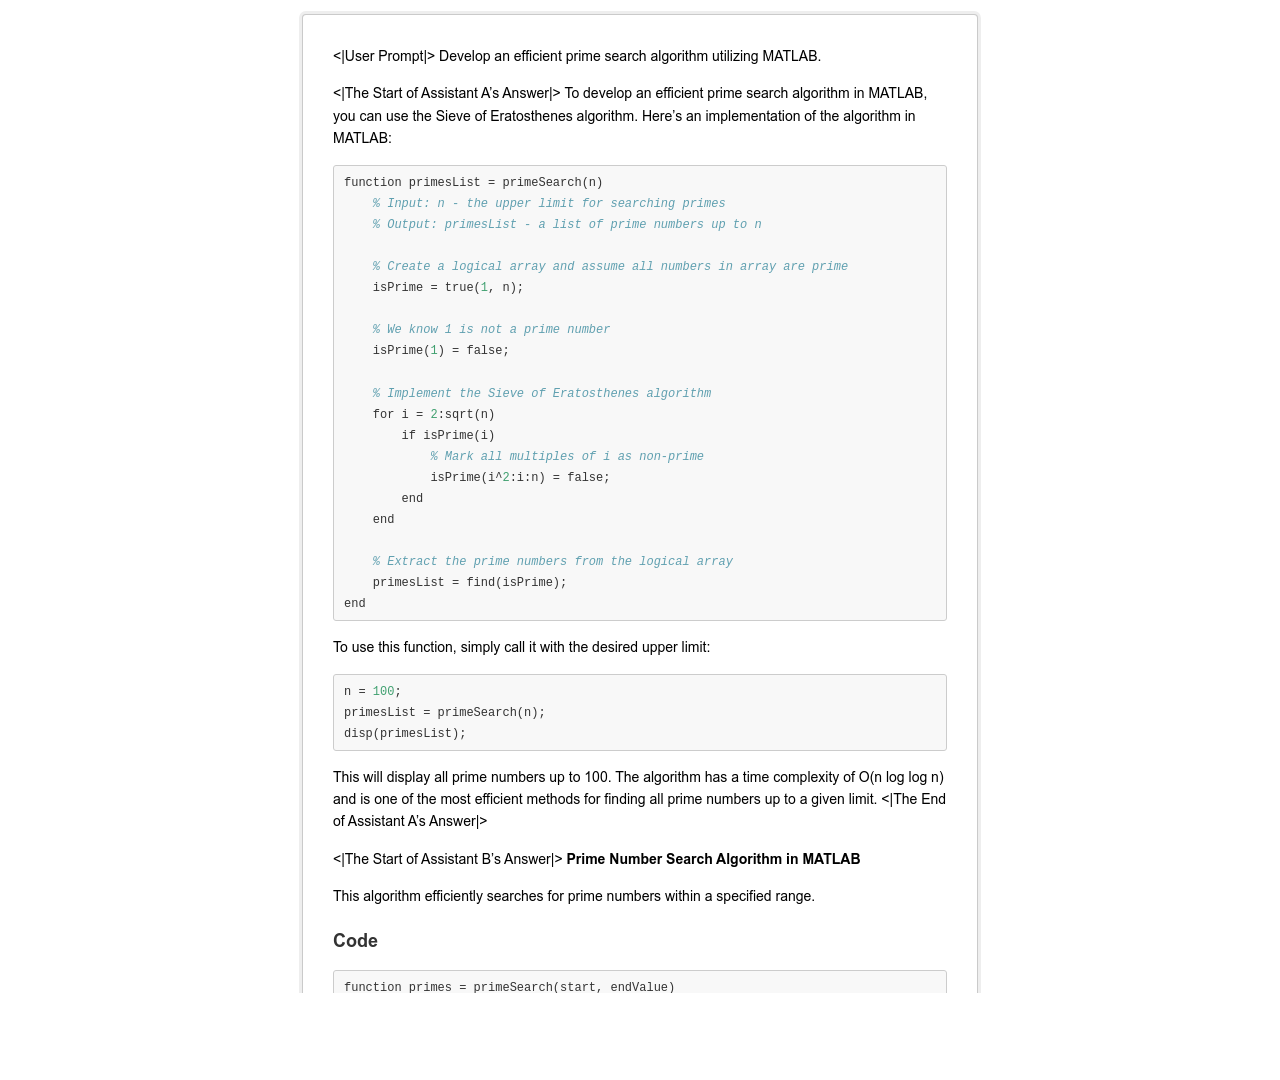 <|User Prompt|> Develop an efficient prime search algorithm utilizing MATLAB.
<|The Start of Assistant A’s Answer|> To develop an efficient prime search algorithm in MATLAB,
you can use the Sieve of Eratosthenes algorithm. Here’s an implementation of the algorithm in
MATLAB:
function primesList = primeSearch(n)
    % Input: n - the upper limit for searching primes
    % Output: primesList - a list of prime numbers up to n
    % Create a logical array and assume all numbers in array are prime
    isPrime = true(1, n);
    % We know 1 is not a prime number
    isPrime(1) = false;
    % Implement the Sieve of Eratosthenes algorithm
    for i = 2:sqrt(n)
        if isPrime(i)
            % Mark all multiples of i as non-prime
            isPrime(i^2:i:n) = false;
        end
    end
    % Extract the prime numbers from the logical array
    primesList = find(isPrime);
end
To use this function, simply call it with the desired upper limit:
n = 100;
primesList = primeSearch(n);
disp(primesList);
This will display all prime numbers up to 100. The algorithm has a time complexity of O(n log log n)
and is one of the most efficient methods for finding all prime numbers up to a given limit. <|The End
of Assistant A’s Answer|>
<|The Start of Assistant B’s Answer|> Prime Number Search Algorithm in MATLAB
This algorithm efficiently searches for prime numbers within a specified range.
Code
function primes = primeSearch(start, endValue)